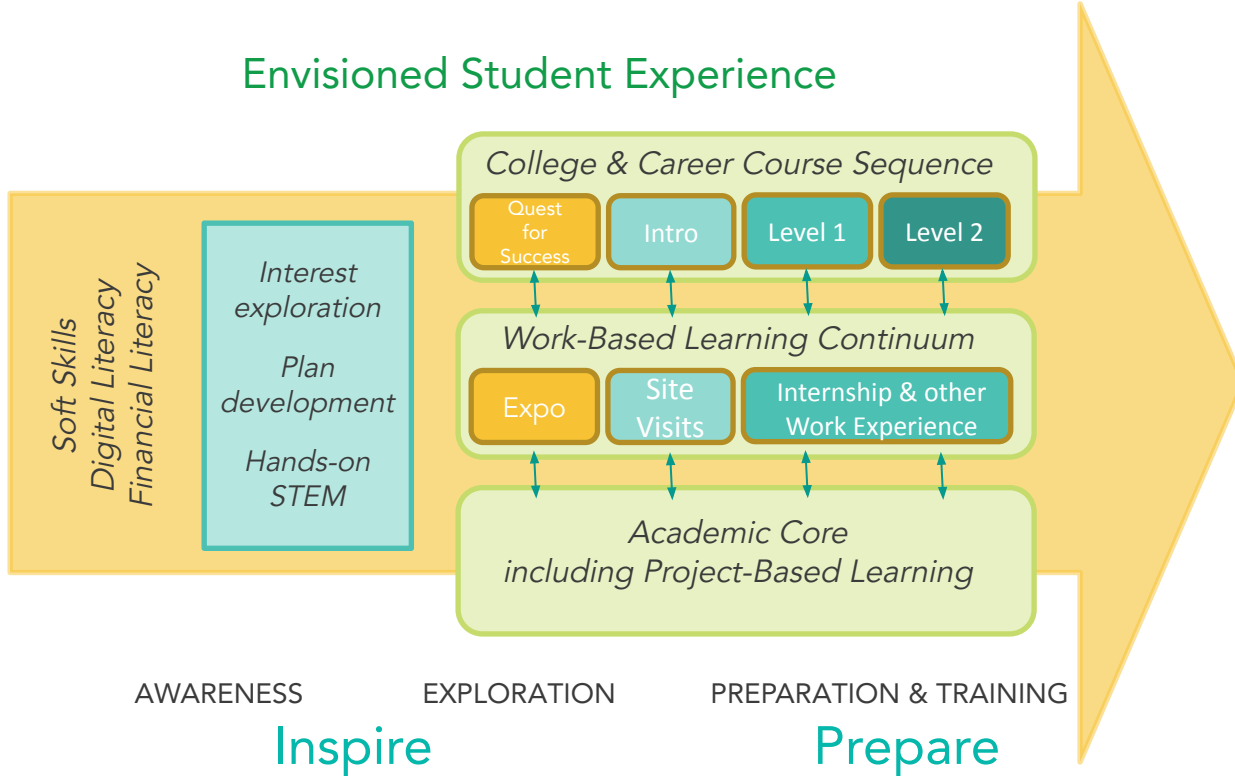 Envisioned Student Experience
Soft Skills
Digital Literacy
Financial Literacy
Interest
exploration
Plan
development
Hands-on
STEM
College & Career Course Sequence
Quest
for
Success
Intro
Level 1
Level 2
Work-Based Learning Continuum
Expo
Site
Visits
Internship & other
Work Experience
Academic Core
including Project-Based Learning
AWARENESS
EXPLORATION
PREPARATION & TRAINING
Inspire
Prepare